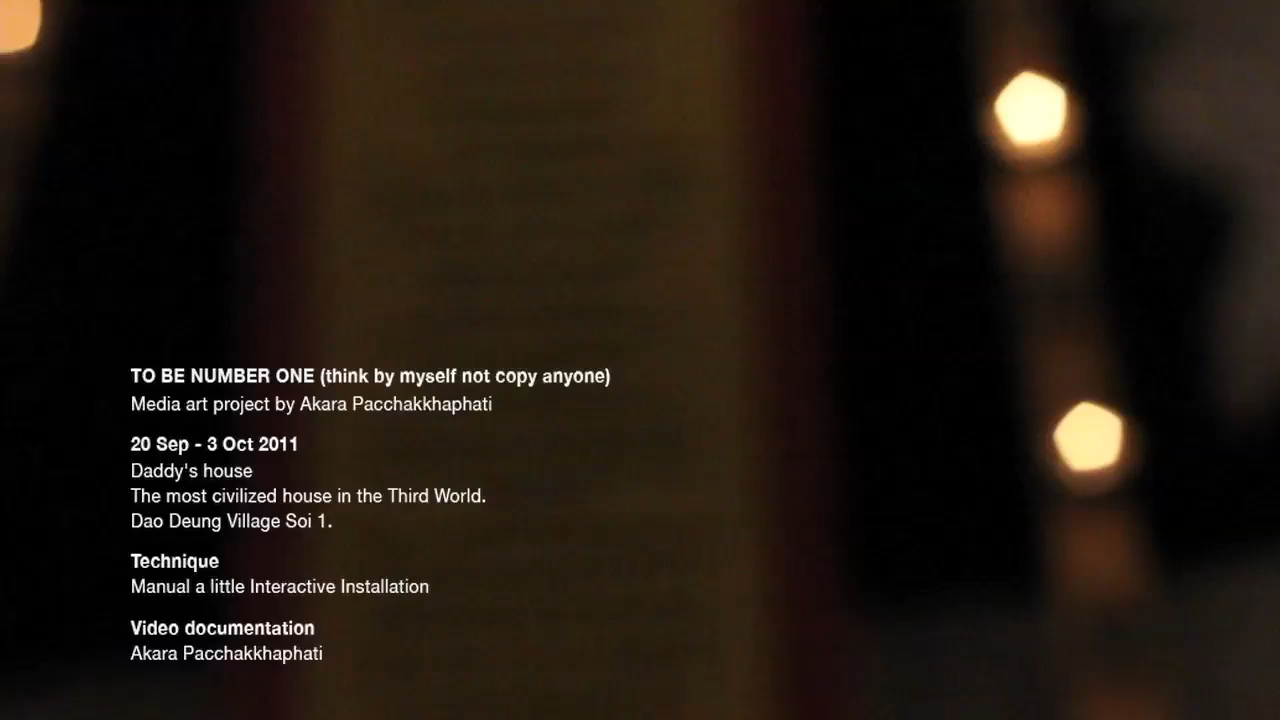 TO BE NUMBER ONE (think by myself not copy anyone)
Media art project by Akara Pacchakkhaphati
20 Sep - 3 Oct 2011
Daddy's house
The most civilized house in the Third World.
Dao Deung Village Soi 1.
Technique
Manual a little Interactive Installation
Video documentation
Akara Pacchakkhaphati